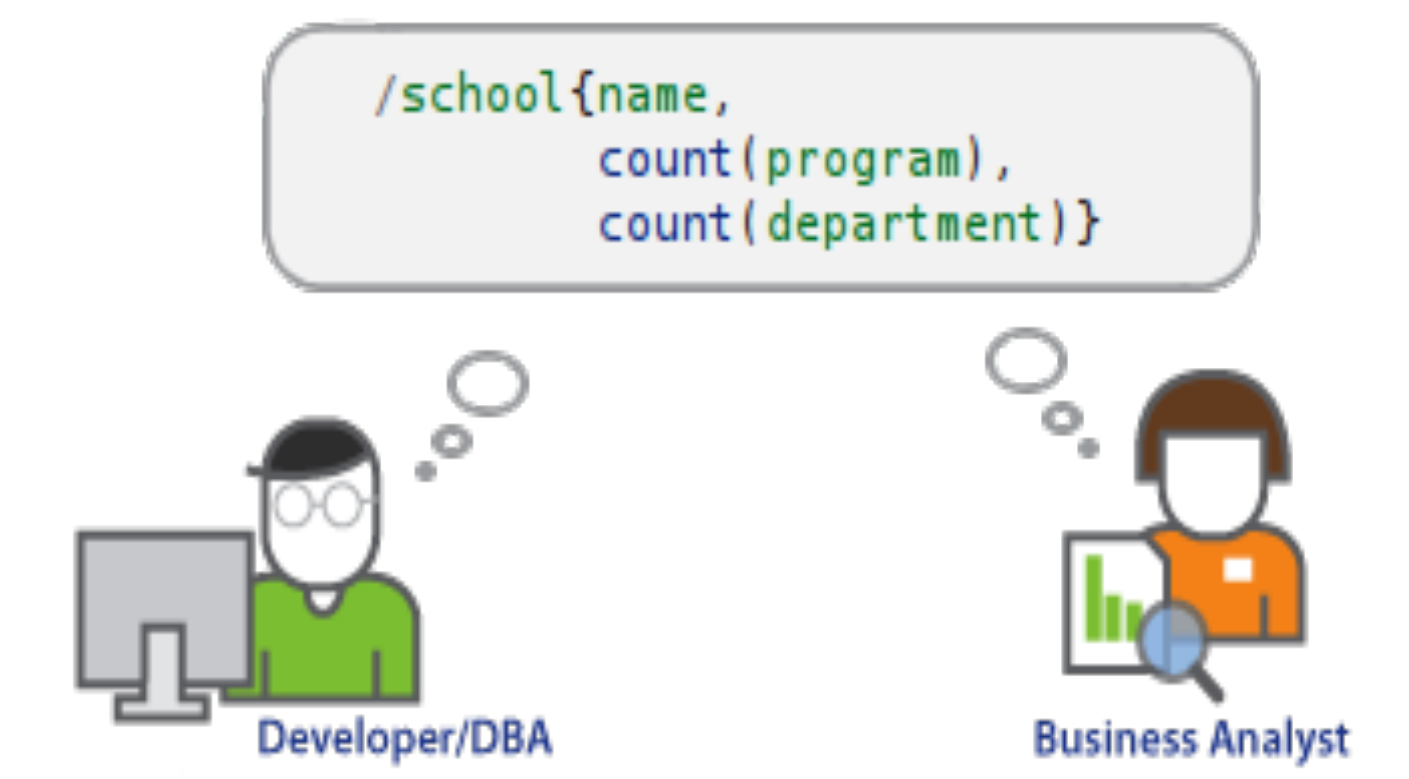 /school{name,
count(program),
count(department)}
Developer/DBA
Business Analyst